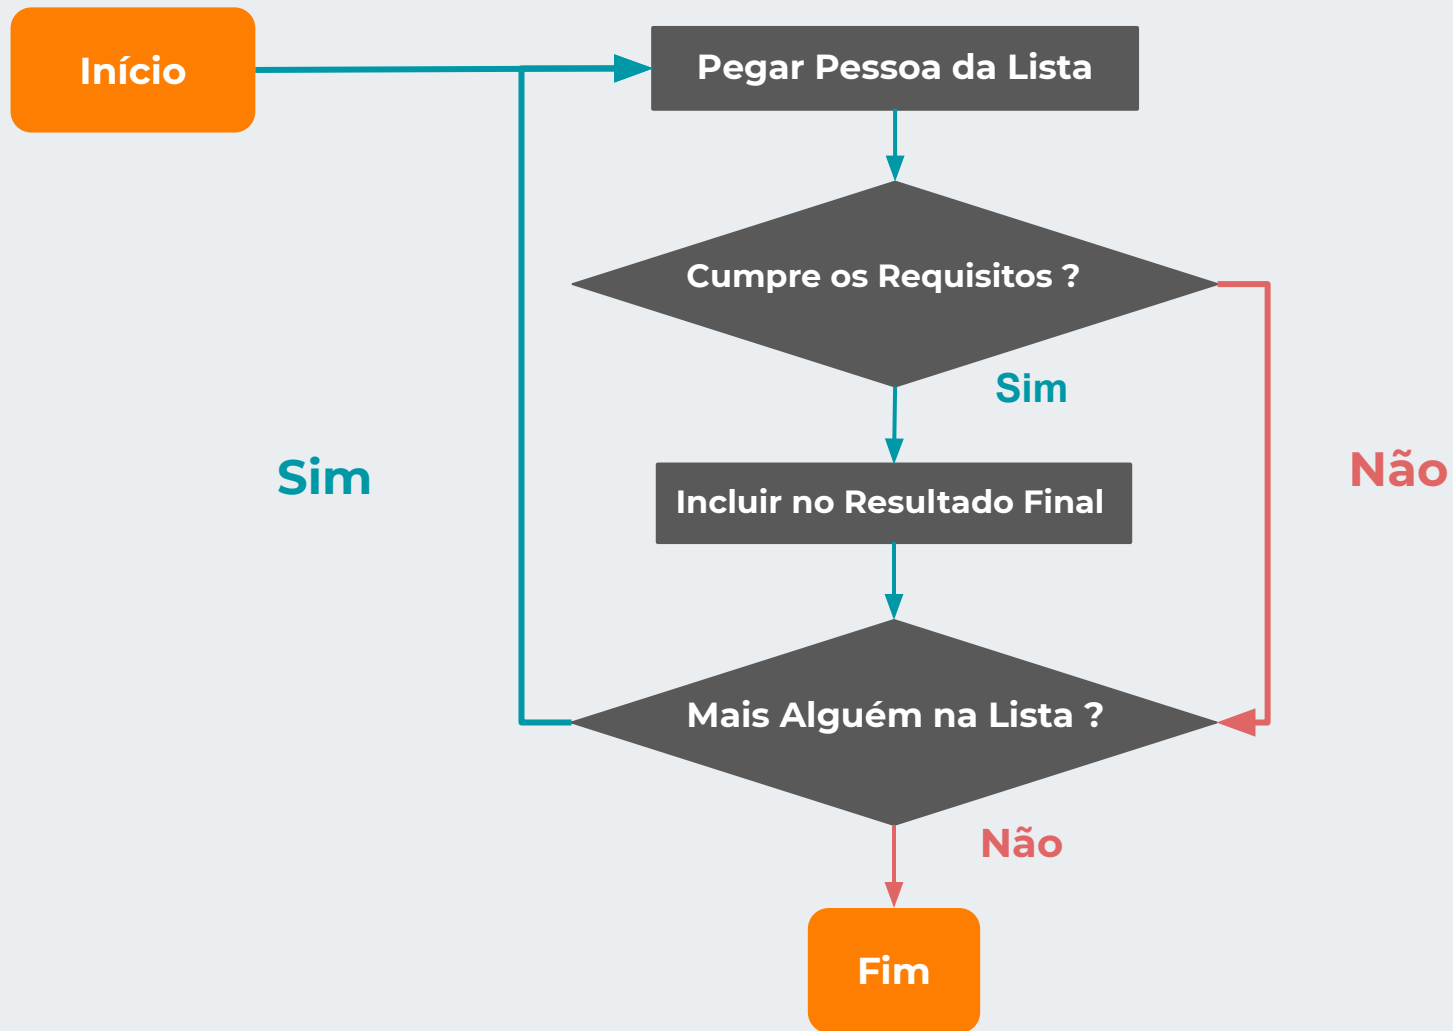 Início
Pegar Pessoa da Lista
Cumpre os Requisitos ?
Sim
Sim
Não
Incluir no Resultado Final
Mais Alguém na Lista ?
Não
Fim